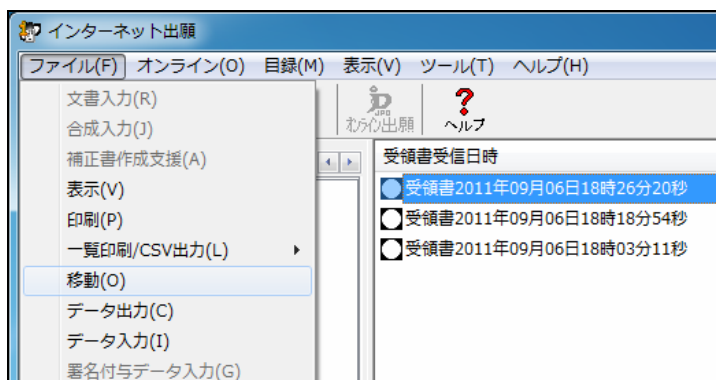 インターネット出願
ファイル(F) オンライン(O) 目録(M) 表示(V) ツール(T) ヘルプ(H)
文書入力(R)
合成入力(J)
補正書作成支援(A)
表示(V)
印刷(P)
一覧印刷/CSV出力(L)
移動(O)
データ出力(C)
データ入力(I)
署名付与データ入力(G)
JPO
オンライン出願
ヘルプ
受領書受信日時
受領書2011年09月06日18時26分20秒
受領書2011年09月06日18時18分54秒
受領書2011年09月06日18時03分11秒